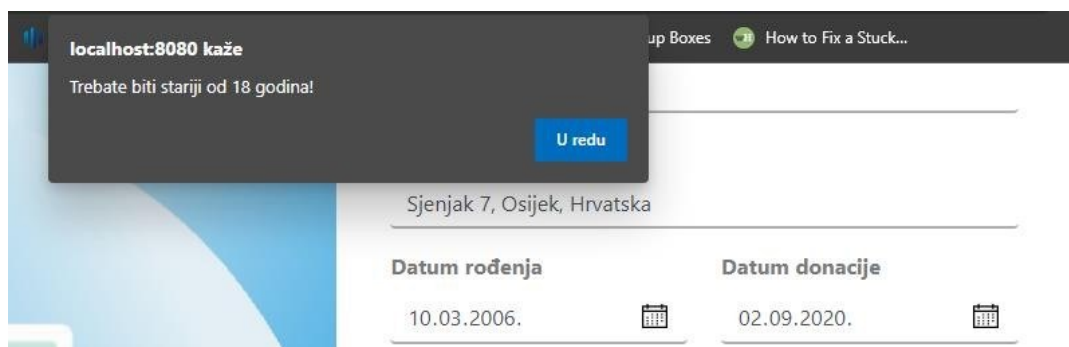 localhost:8080 kaže
up Boxes
How to Fix a Stuck...
Trebate biti stariji od 18 godina!
U redu
Sjenjak 7, Osijek, Hrvatska
Datum rođenja
Datum donacije
10.03.2006.
02.09.2020.